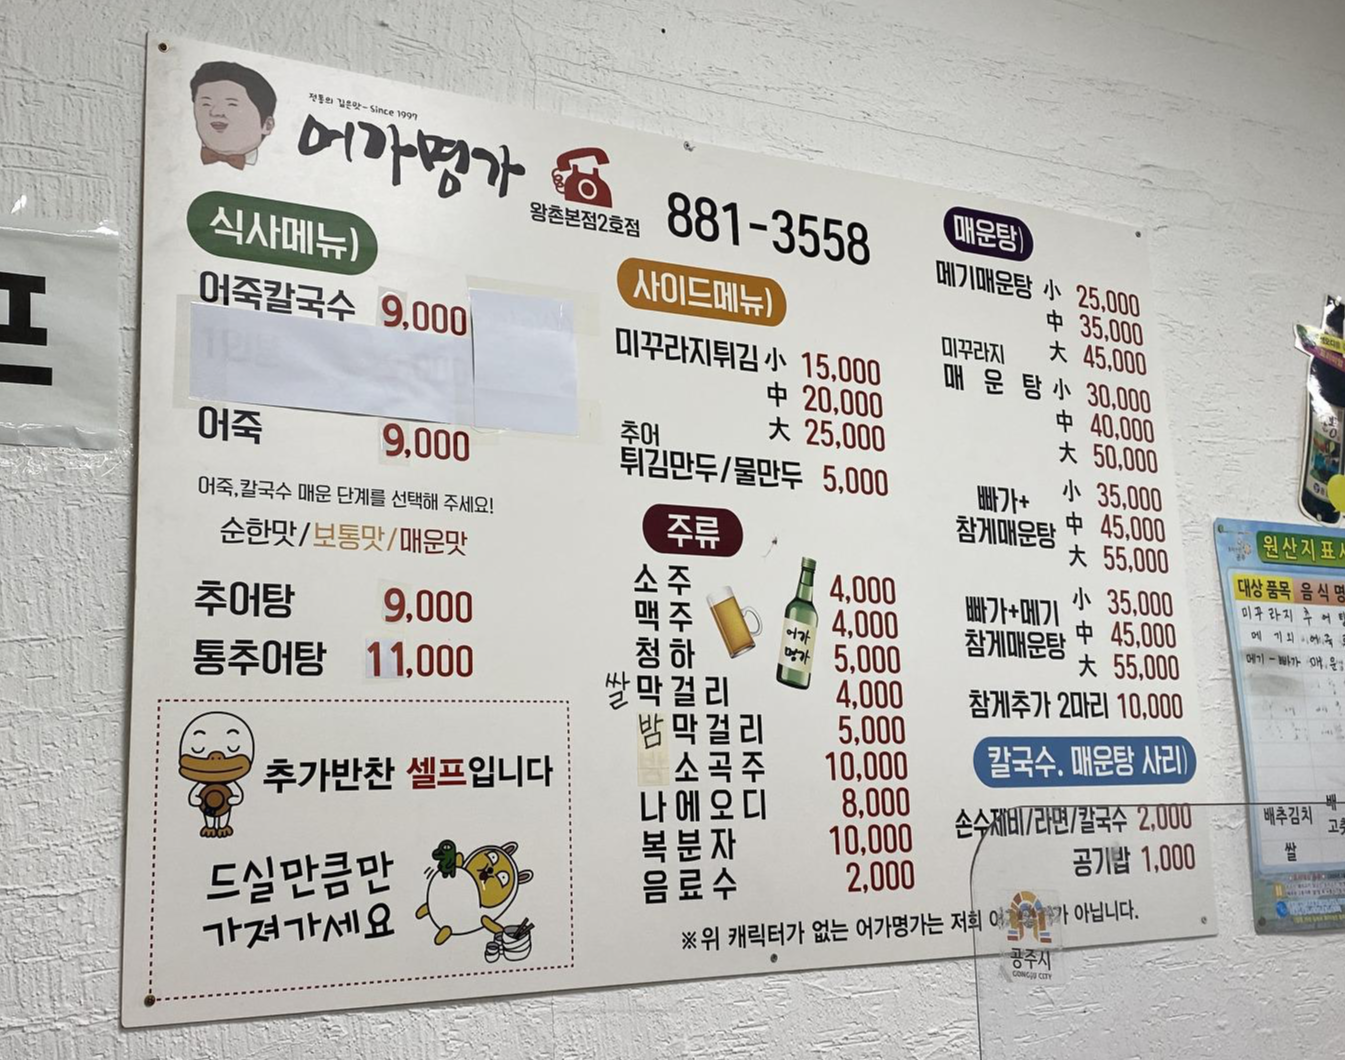 프
전통의 깊은맛-Since 1997
어가명가
왕촌본점2호점
881-3558
식사메뉴)
어죽칼국수 9,000
어죽 9,000
어죽,칼국수 매운 단계를 선택해 주세요!
순한맛/보통맛/매운맛
추어탕 9,000
통추어탕 11,000
추가반찬 셀프입니다
드실만큼만
가져가세요
사이드메뉴)
미꾸라지튀김 小 15,000
中 20,000
大 25,000
추어
튀김만두/물만두 5,000
주류
소주 4,000
맥주 4,000
청하 5,000
쌀막걸리 4,000
밤막걸리 5,000
소곡주 10,000
나에오디 8,000
복분자 10,000
음료수 2,000
어가
명가
매운탕)
메기매운탕 小 25,000
中 35,000
大 45,000
미꾸라지
매운탕 小 30,000
中 40,000
大 50,000
빠가+
참게매운탕
小 35,000
中 45,000
大 55,000
빠가+메기
참게매운탕
小 35,000
中 45,000
大 55,000
참게추가 2마리 10,000
칼국수. 매운탕 사리)
손수제비/라면/칼국수 2,000
공기밥 1,000
※위 캐릭터가 없는 어가명가는 저희 아닙니다.
공주시
GONGJU CITY
원산지표시
대상품목 음식명
미꾸라지 추어탕
배추김치
쌀